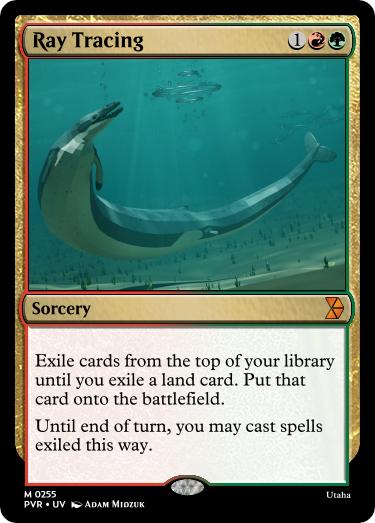 Ray Tracing 1
Sorcery
Exile cards from the top of your library
until you exile a land card. Put that
card onto the battlefield.
Until end of turn, you may cast spells
exiled this way.
M 0255
PVR • UV Adam Midzuk
Utaha